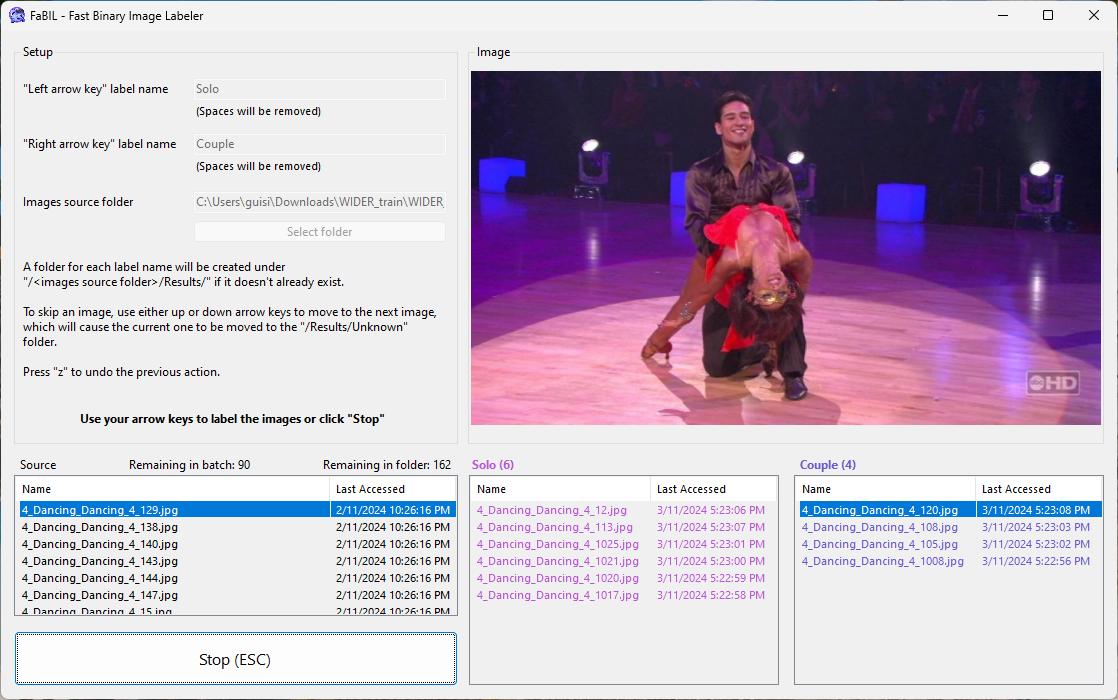 FaBIL - Fast Binary Image Labeler
Setup
"Left arrow key" label name
Solo
(Spaces will be removed)
"Right arrow key" label name
Couple
(Spaces will be removed)
Images source folder
C:\Users\guisi\Downloads\WIDER_train\WIDER_
Select folder
A folder for each label name will be created under
"/<images source folder>/Results/" if it doesn't already exist.
To skip an image, use either up or down arrow keys to move to the next image,
which will cause the current one to be moved to the "/Results/Unknown"
folder.
Press "z" to undo the previous action.
Use your arrow keys to label the images or click "Stop"
Image
abc HD
Source Remaining in batch: 90 Remaining in folder: 162
Name Last Accessed
4_Dancing_Dancing_4_129.jpg 2/11/2024 10:26:16 PM
4_Dancing_Dancing_4_138.jpg 2/11/2024 10:26:16 PM
4_Dancing_Dancing_4_140.jpg 2/11/2024 10:26:16 PM
4_Dancing_Dancing_4_143.jpg 2/11/2024 10:26:16 PM
4_Dancing_Dancing_4_144.jpg 2/11/2024 10:26:16 PM
4_Dancing_Dancing_4_147.jpg 2/11/2024 10:26:16 PM
4_Dancing_Dancing_4_15.jpg 2/11/2024 10:26:16 PM
Stop (ESC)
Solo (6)
Name Last Accessed
4_Dancing_Dancing_4_12.jpg 3/11/2024 5:23:06 PM
4_Dancing_Dancing_4_113.jpg 3/11/2024 5:23:07 PM
4_Dancing_Dancing_4_1025.jpg 3/11/2024 5:23:01 PM
4_Dancing_Dancing_4_1021.jpg 3/11/2024 5:23:00 PM
4_Dancing_Dancing_4_1020.jpg 3/11/2024 5:22:59 PM
4_Dancing_Dancing_4_1017.jpg 3/11/2024 5:22:58 PM
Couple (4)
Name Last Accessed
4_Dancing_Dancing_4_120.jpg 3/11/2024 5:23:08 PM
4_Dancing_Dancing_4_108.jpg 3/11/2024 5:23:03 PM
4_Dancing_Dancing_4_105.jpg 3/11/2024 5:23:02 PM
4_Dancing_Dancing_4_1008.jpg 3/11/2024 5:22:56 PM